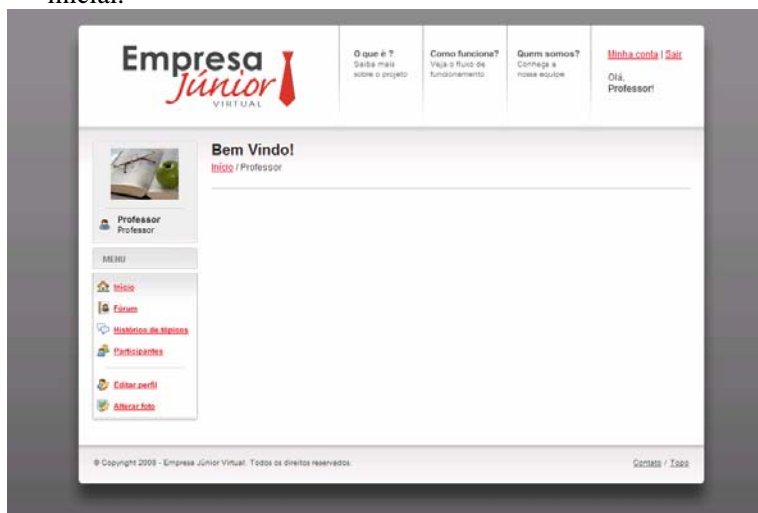 inicial.
Empresa
Júnior
VIRTUAL
O que é ?
Saiba mais
sobre o projeto
Como funciona?
Veja o fluxo de
funcionamento
Quem somos?
Conheça a
nossa equipe
Minha conta | Sair
Olá,
Professor!
Bem Vindo!
Início / Professor
Professor
Professor
MENU
Início
Fórum
Histórico de tópicos
Participantes
Editar perfil
Alterar foto
© Copyright 2008 - Empresa Júnior Virtual. Todos os direitos reservados.
Contato / Topo